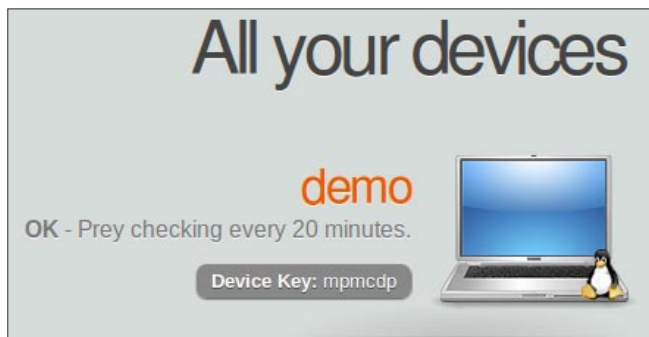 All your devices
demo
OK - Prey checking every 20 minutes.
Device Key: mpmcdp